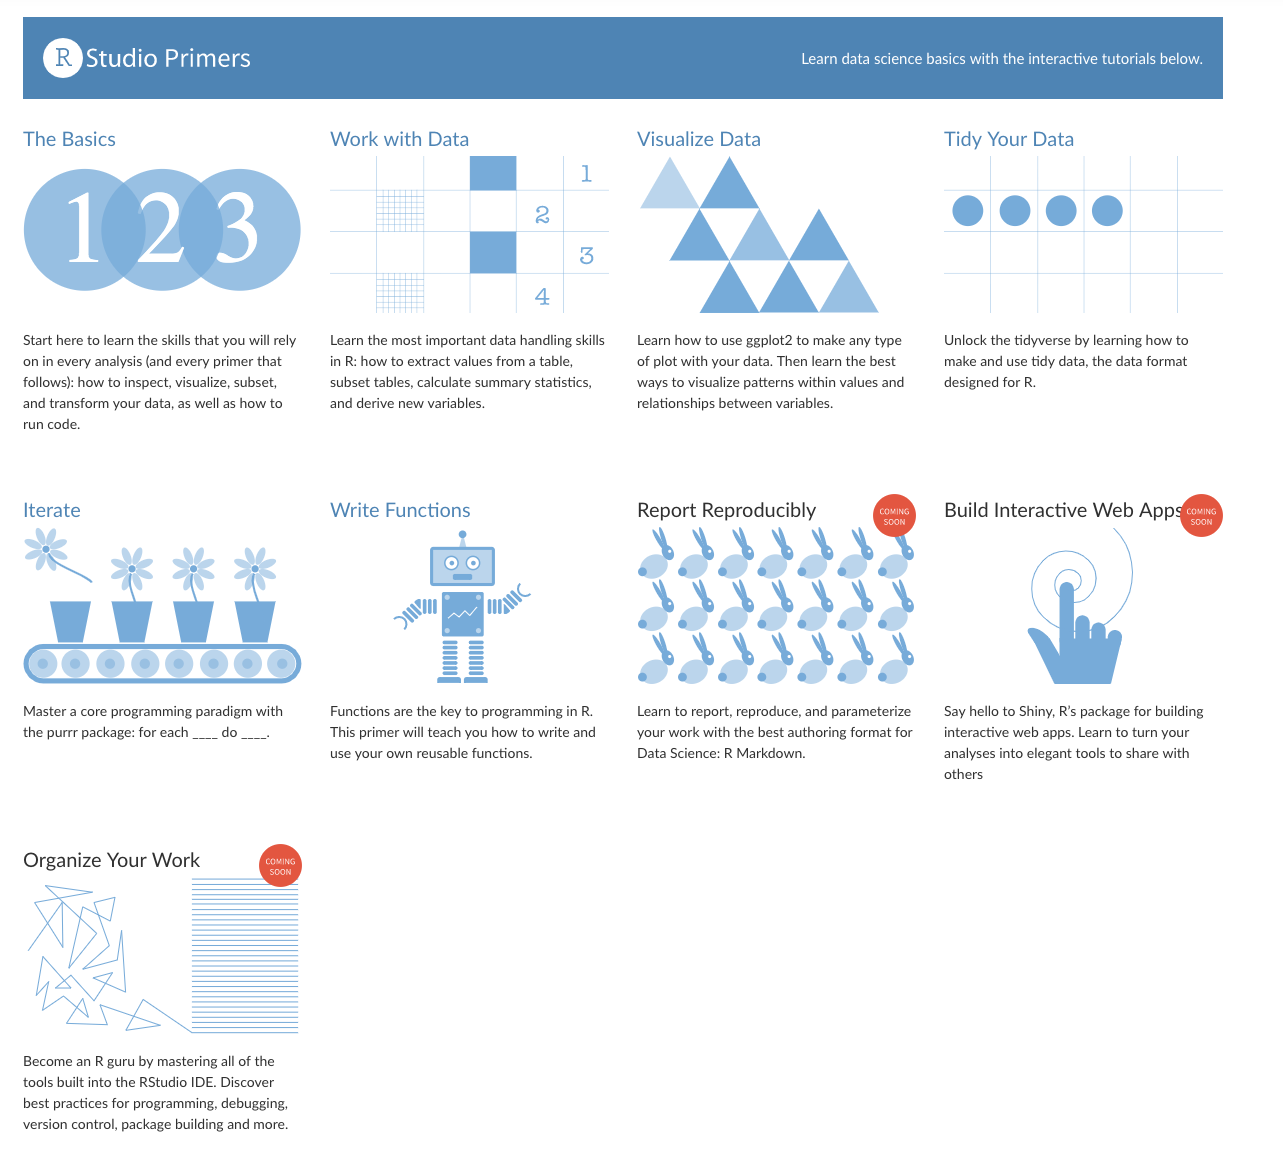 R Studio Primers
Learn data science basics with the interactive tutorials below.
The Basics
1 2 3
Start here to learn the skills that you will rely
on in every analysis (and every primer that
follows): how to inspect, visualize, subset,
and transform your data, as well as how to
run code.
Work with Data
1
2
3
4
Learn the most important data handling skills
in R: how to extract values from a table,
subset tables, calculate summary statistics,
and derive new variables.
Visualize Data
Learn how to use ggplot2 to make any type
of plot with your data. Then learn the best
ways to visualize patterns within values and
relationships between variables.
Tidy Your Data
Unlock the tidyverse by learning how to
make and use tidy data, the data format
designed for R.
Iterate
Master a core programming paradigm with
the purrr package: for each ____ do ____.
Write Functions
Functions are the key to programming in R.
This primer will teach you how to write and
use your own reusable functions.
Report Reproducibly
COMING
SOON
Learn to report, reproduce, and parameterize
your work with the best authoring format for
Data Science: R Markdown.
Build Interactive Web Apps
COMING
SOON
Say hello to Shiny, R’s package for building
interactive web apps. Learn to turn your
analyses into elegant tools to share with
others
Organize Your Work
COMING
SOON
Become an R guru by mastering all of the
tools built into the RStudio IDE. Discover
best practices for programming, debugging,
version control, package building and more.